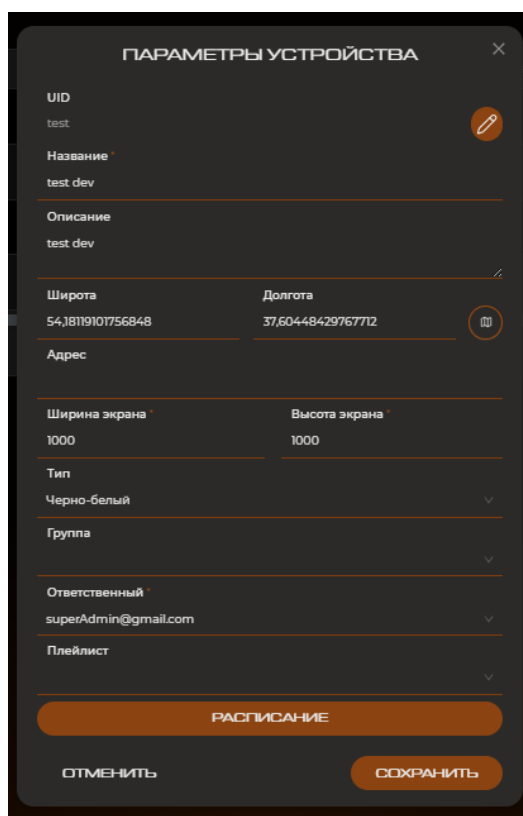 ПАРАМЕТРЫ УСТРОЙСТВА
UID
test
Название *
test dev
Описание
test dev
Широта Долгота
54,18119101756848 37,60448429767712
Адрес
Ширина экрана * Высота экрана *
1000 1000
Тип
Черно-белый
Группа
Ответственный *
superAdmin@gmail.com
Плейлист
РАСПИСАНИЕ
ОТМЕНИТЬ СОХРАНИТЬ